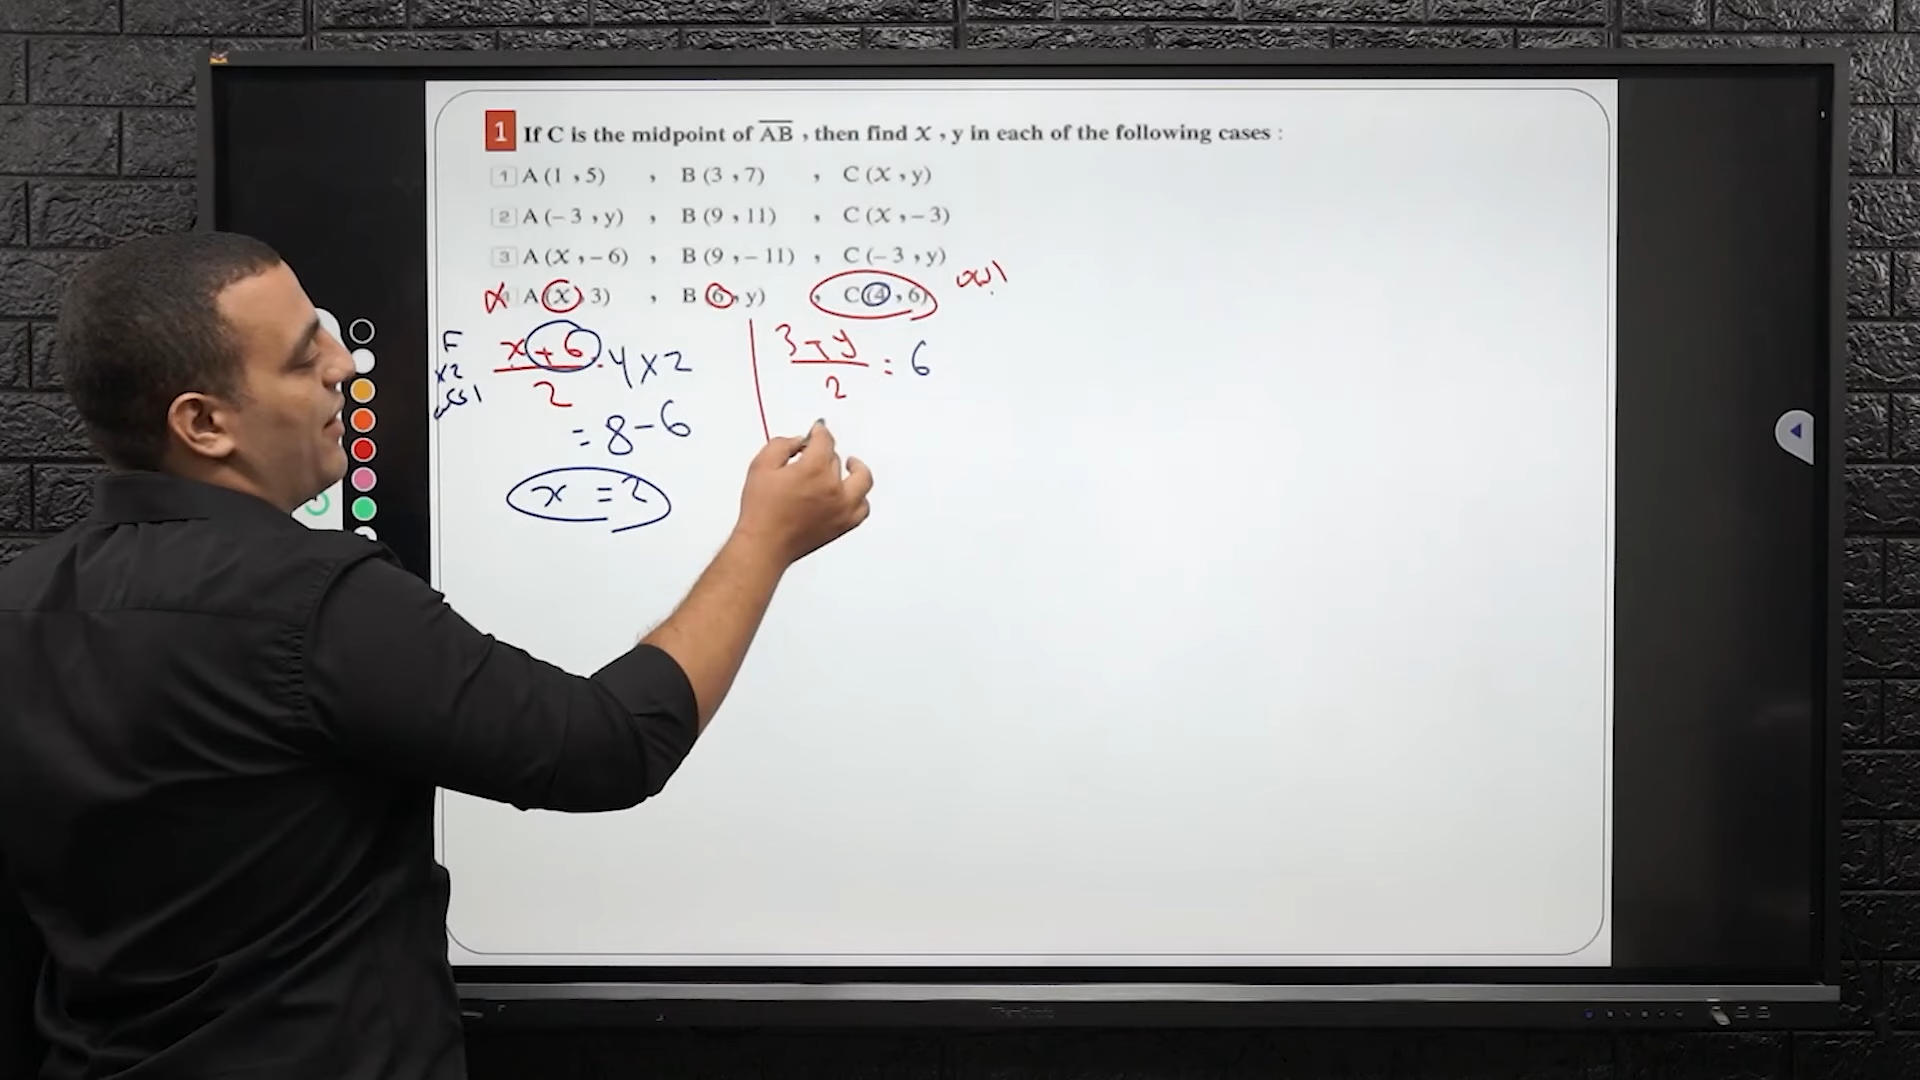 1 If C is the midpoint of AB , then find X , y in each of the following cases :
1 A (1 , 5) , B (3 , 7) , C (X , y)
2 A (– 3 , y) , B (9 , 11) , C (X , – 3)
3 A (X , – 6) , B (9 , – 11) , C (– 3 , y)
A (X , 3) , B (6 , y) , C (4 , 6)
x + 6
2
4 x 2
= 8 - 6
x = 2
3 + y
2
= 6
x2